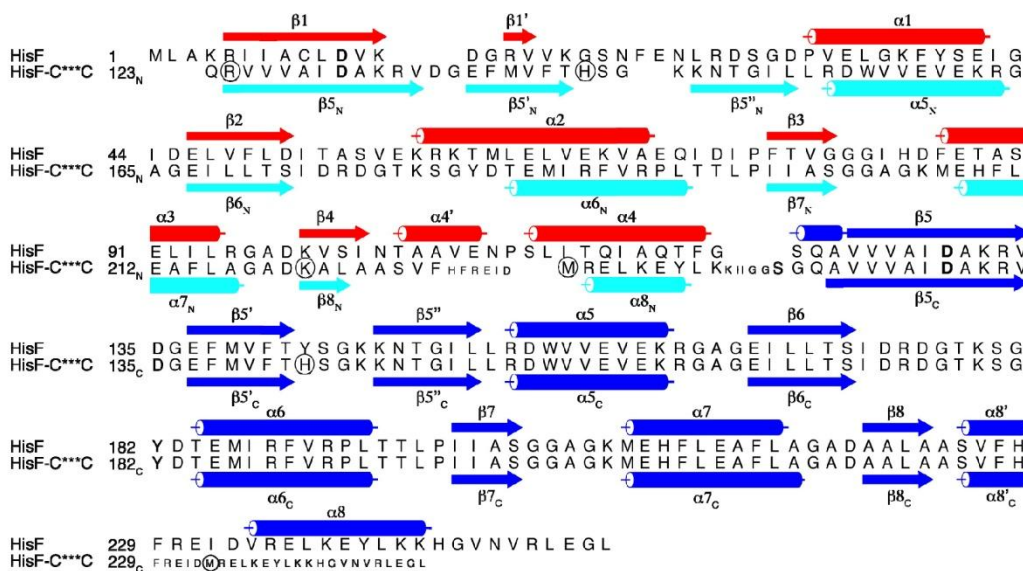 β1 β1' α1
HisF 1 MLAKRIIACLDVK DGRVVKGSNFENLRDSGDPVELGKFYSEIG
HisF-C***C 123N QRVVVAIDAKRVDGEFMVFTHSG KKNTGILLRDWVVEVEKRG
β5N β5'N β5''N α5N
β2 α2 β3
HisF 44 IDELVFLDITASVEKRKTMLELVEKVAEQIDIPFTVGGGIHDFETAS
HisF-C***C 165N AGEILLTSIDRDGTKSGYDTEMIRFVRPLTTLPIIASGGAGKMEHFL
β6N α6N β7N
α3 β4 α4' α4 β5
HisF 91 ELILRGADKVSINTAAVENPSLITQIAQTFG SQAVVVAIDAKRV
HisF-C***C 212N EAFLAGADKALAASVFHFREID MRELKEYLKKIIGGSGQAVVVAIDAKRV
α7N β8N α8N β5C
β5' β5'' α5 β6
HisF 135 DGEFMVFTYSGKKNTGILLRDWVVEVEKRGAGEILLTSIDRDGTKSG
HisF-C***C 135C DGEFMVFTHSGKKNTGILLRDWVVEVEKRGAGEILLTSIDRDGTKSG
β5'C β5''C α5C β6C
α6 β7 α7 β8 α8'
HisF 182 YDTEMIRFVRPLTTLPIIASGGAGKMEHFLEAFLAGADAALAASVFH
HisF-C***C 182C YDTEMIRFVRPLTTLPIIASGGAGKMEHFLEAFLAGADAALAASVFH
α6C β7C α7C β8C α8'C
α8
HisF 229 FREIDVRELKEYLKKHGVNVRLEGL
HisF-C***C 229C FREIDMRELKEYLKKHGVNVRLEGL